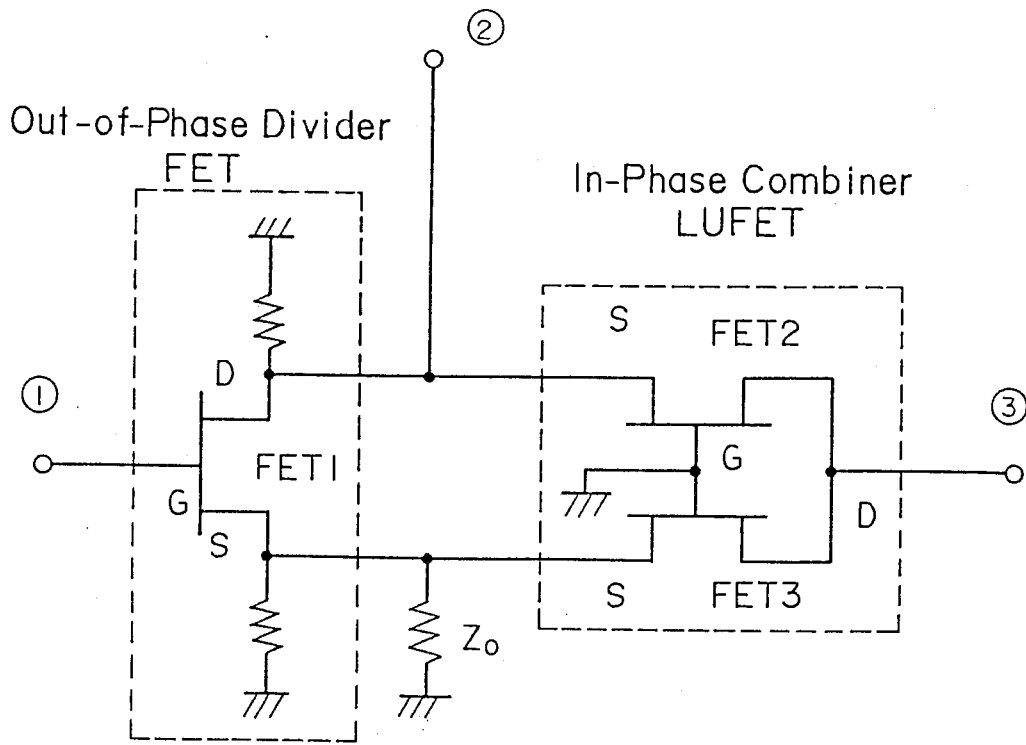 ②
Out-of-Phase Divider
FET
In-Phase Combiner
LUFET
S
FET2
D
①
③
FET1
G
G
D
S
S
FET3
Zo